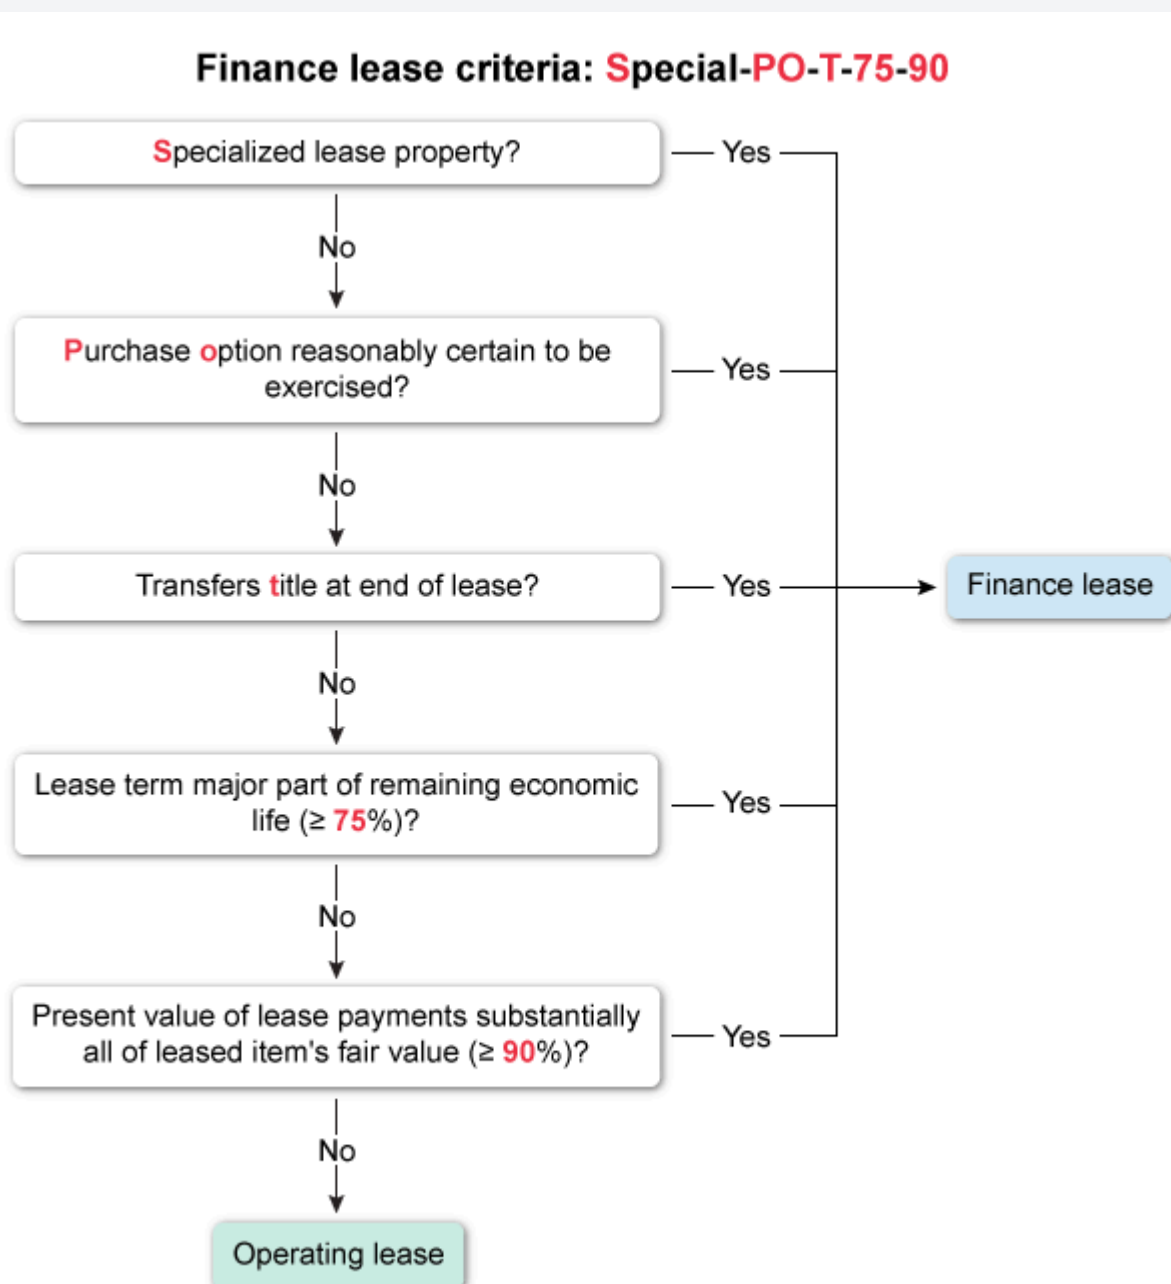 Finance lease criteria: Special-PO-T-75-90
Specialized lease property?
Yes
No
Purchase option reasonably certain to be
exercised?
Yes
No
Transfers title at end of lease?
Yes
Finance lease
No
Lease term major part of remaining economic
life (≥ 75%)?
Yes
No
Present value of lease payments substantially
all of leased item's fair value (≥ 90%)?
Yes
No
Operating lease